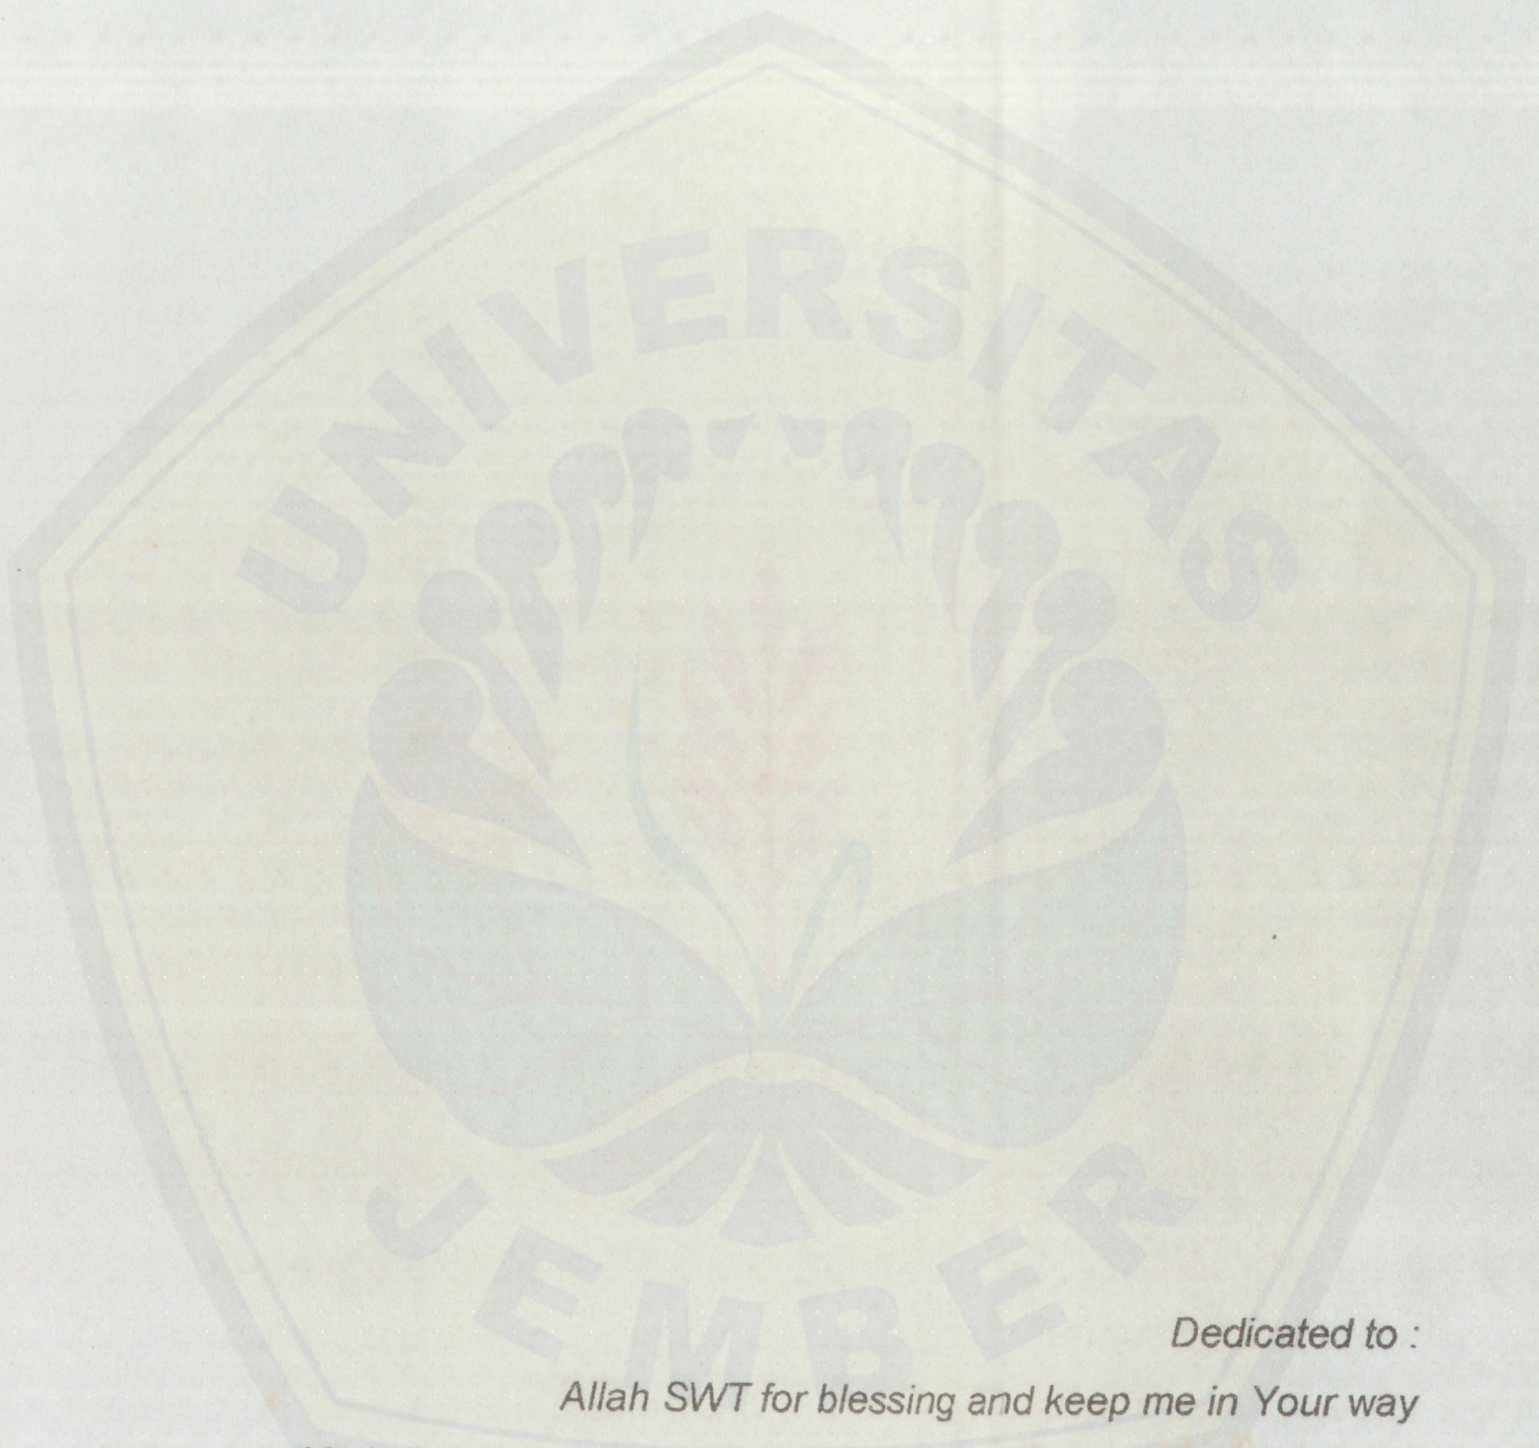 UNIVERSITAS
JEMBER
Dedicated to :
Allah SWT for blessing and keep me in Your way